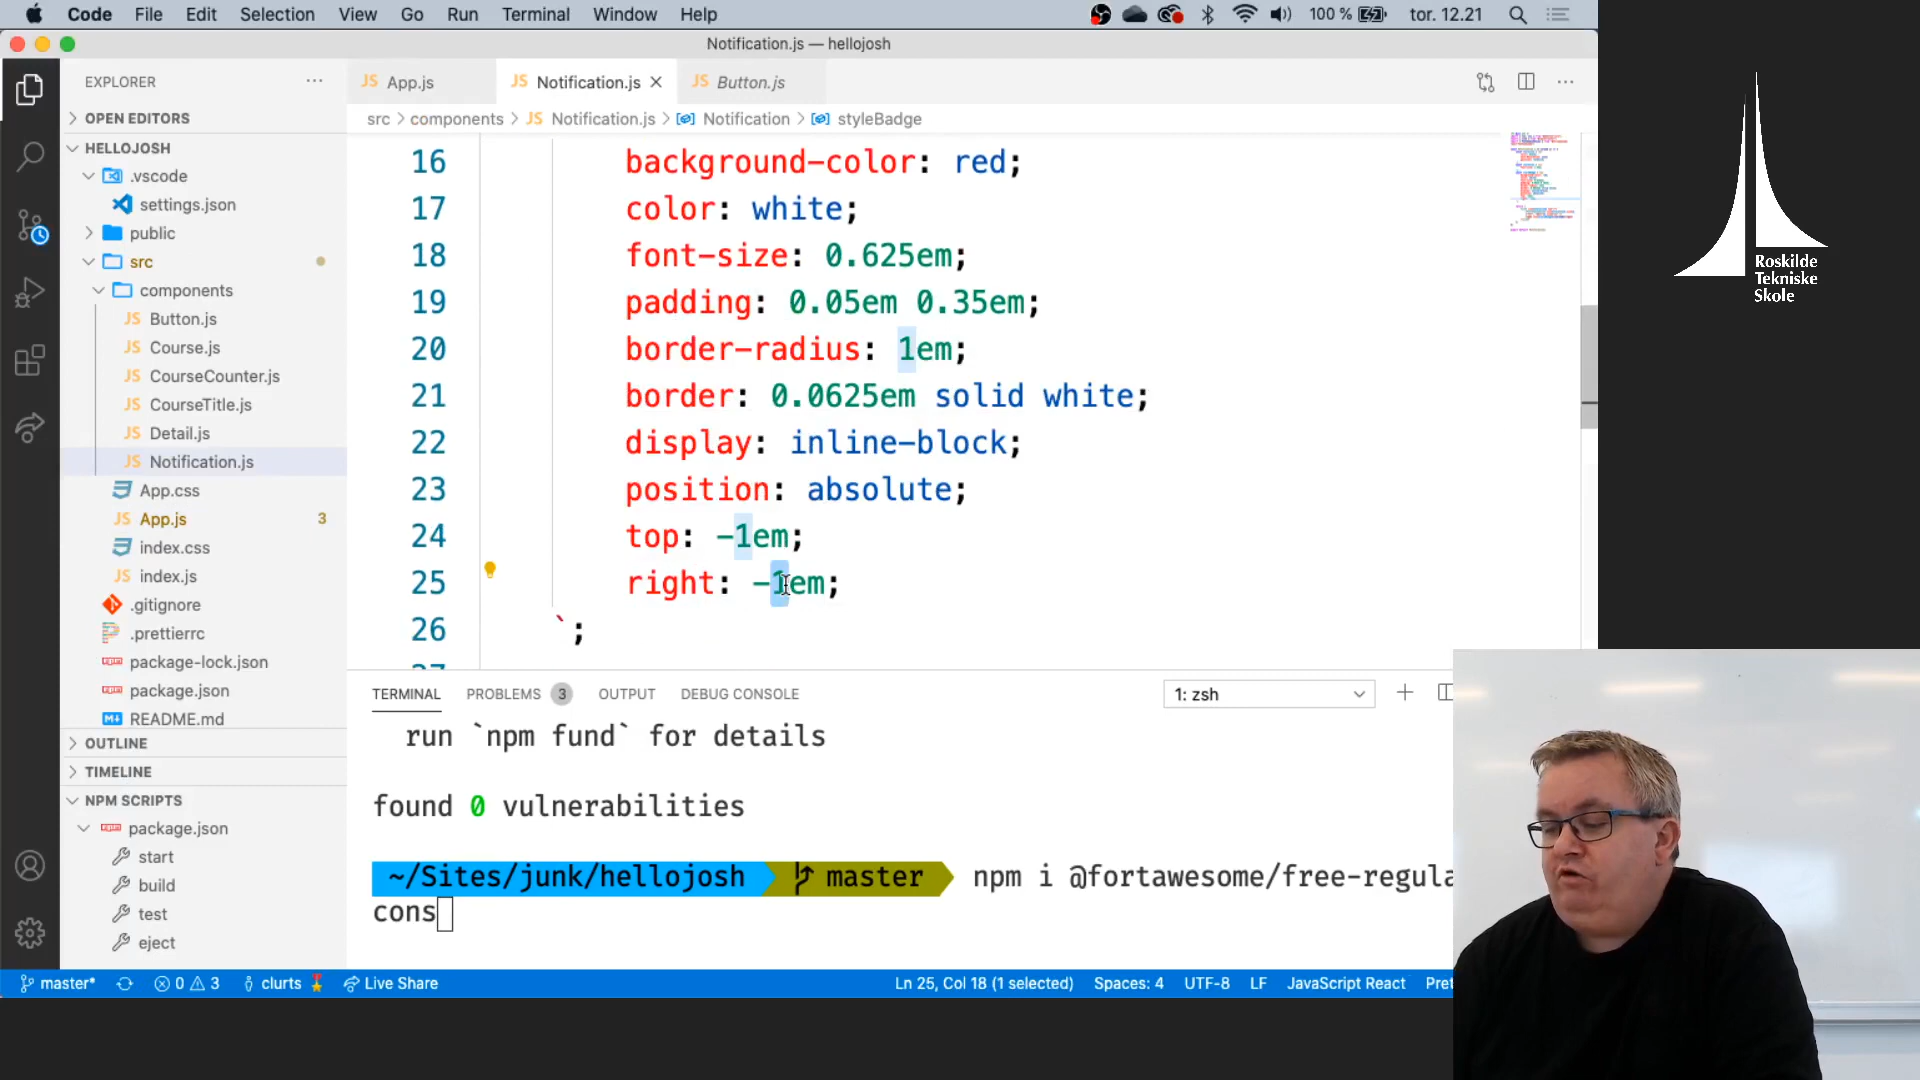 Code File Edit Selection View Go Run Terminal Window Help 100 % tor. 12.21
Notification.js — hellojosh
EXPLORER
App.js Notification.js Button.js
OPEN EDITORS
src components Notification.js Notification styleBadge
HELLOJOSH
.vscode
settings.json
public
src
components
Button.js
Course.js
CourseCounter.js
CourseTitle.js
Detail.js
Notification.js
App.css
App.js 3
index.css
index.js
.gitignore
.prettierrc
package-lock.json
package.json
README.md
OUTLINE
TIMELINE
NPM SCRIPTS
package.json
start
build
test
eject
16 background-color: red;
17 color: white;
18 font-size: 0.625em;
19 padding: 0.05em 0.35em;
20 border-radius: 1em;
21 border: 0.0625em solid white;
22 display: inline-block;
23 position: absolute;
24 top: -1em;
25 right: -1em;
26 `;
TERMINAL PROBLEMS 3 OUTPUT DEBUG CONSOLE 1: zsh
run `npm fund` for details
found 0 vulnerabilities
~/Sites/junk/hellojosh master npm i @fortawesome/free-regula
cons
master* 0 3 clurts Live Share Ln 25, Col 18 (1 selected) Spaces: 4 UTF-8 LF JavaScript React Pret
Roskilde
Tekniske
Skole